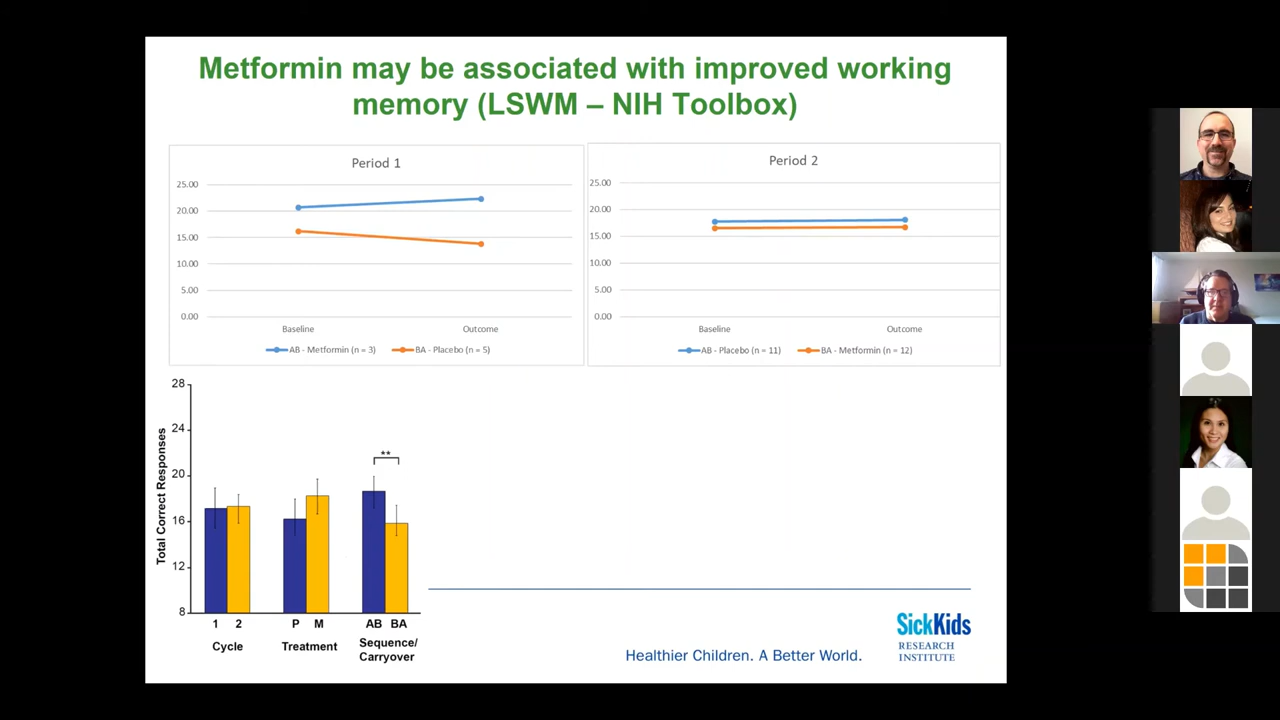 Metformin may be associated with improved working
memory (LSWM – NIH Toolbox)
Period 1
25.00
20.00
15.00
10.00
5.00
0.00
Baseline
Outcome
AB - Metformin (n = 3)
BA - Placebo (n = 5)
Period 2
25.00
20.00
15.00
10.00
5.00
0.00
Baseline
Outcome
AB - Placebo (n = 11)
BA - Metformin (n = 12)
Total Correct Responses
28
24
20
16
12
8
**
1
2
P
M
AB
BA
Cycle
Treatment
Sequence/
Carryover
Healthier Children. A Better World.
SickKids
RESEARCH
INSTITUTE